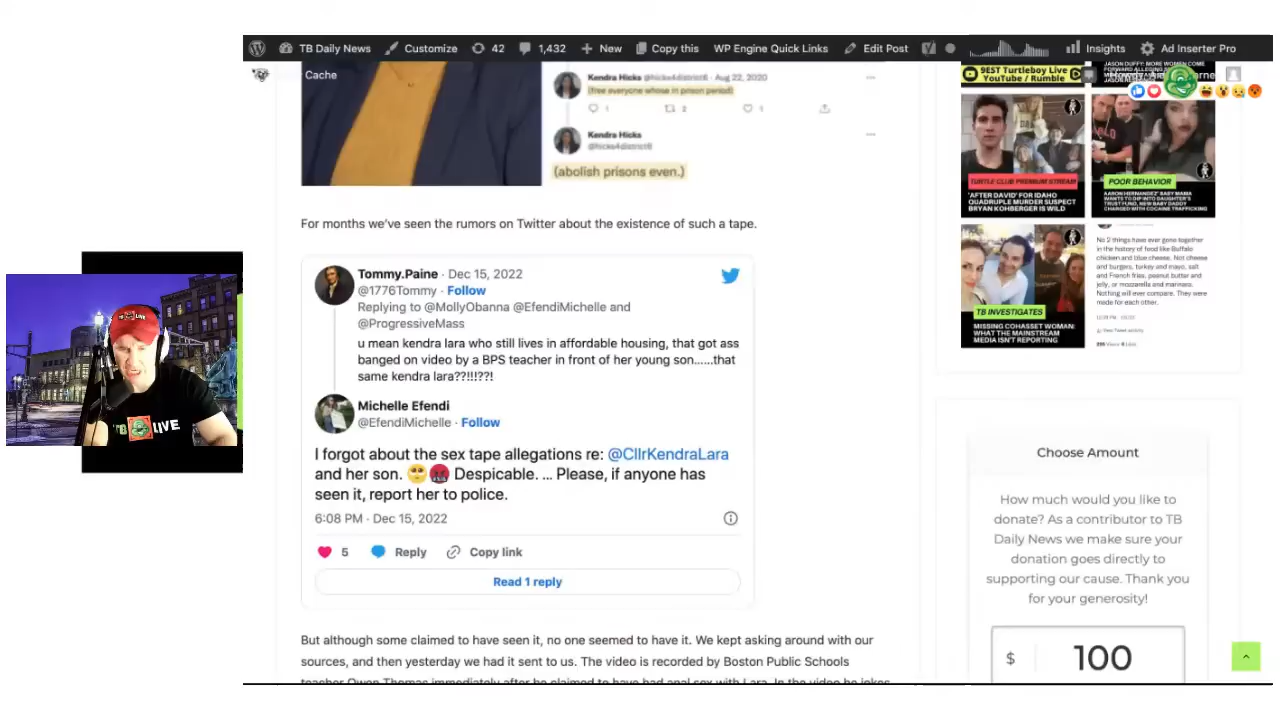 TB Daily News Customize 42 1,432 New Copy this WP Engine Quick Links Edit Post Insights Ad Inserter Pro
Cache
Kendra Hicks @hicks4district6 · Aug 22, 2020
(free everyone whose in prison period)
1 2 1
Kendra Hicks
@hicks4district6
(abolish prisons even.)
For months we've seen the rumors on Twitter about the existence of such a tape.
Tommy.Paine · Dec 15, 2022
@1776Tommy · Follow
Replying to @MollyObanna @EfendiMichelle and
@ProgressiveMass
u mean kendra lara who still lives in affordable housing, that got ass
banged on video by a BPS teacher in front of her young son......that
same kendra lara??!!!??!
Michelle Efendi
@EfendiMichelle · Follow
I forgot about the sex tape allegations re: @CllrKendraLara
and her son. 🥺🤬 Despicable. ... Please, if anyone has
seen it, report her to police.
6:08 PM · Dec 15, 2022
5 Reply Copy link
Read 1 reply
But although some claimed to have seen it, no one seemed to have it. We kept asking around with our
sources, and then yesterday we had it sent to us. The video is recorded by Boston Public Schools
teacher Owen Thomas immediately after he claimed to have had anal sex with Lara. In the video he jokes
TB LIVE
JASON DUFFY: MORE WOMEN COME
9EST Turtleboy Live
YouTube / Rumble
TURTLE CLUB PREMIUM STREAM
'AFTER DAVID' FOR IDAHO
QUADRUPLE MURDER SUSPECT
BRYAN KOHBERGER IS WILD
POOR BEHAVIOR
AARON HERNANDEZ' BABY MAMA
WANTS TO DIP INTO DAUGHTER'S
TRUST FUND, NEW BABY DADDY
CHARGED WITH COCAINE TRAFFICKING
TB INVESTIGATES
MISSING COHASSET WOMAN:
WHAT THE MAINSTREAM
MEDIA ISN'T REPORTING
No 2 things have ever gone together
in the history of food like Buffalo
chicken and blue cheese. Not cheese
and burgers, turkey and mayo, salt
and French fries, peanut butter and
jelly, or mozzarella and marinara.
Nothing will ever compare. They were
made for each other.
View Tweet activity
Choose Amount
How much would you like to
donate? As a contributor to TB
Daily News we make sure your
donation goes directly to
supporting our cause. Thank you
for your generosity!
$ 100